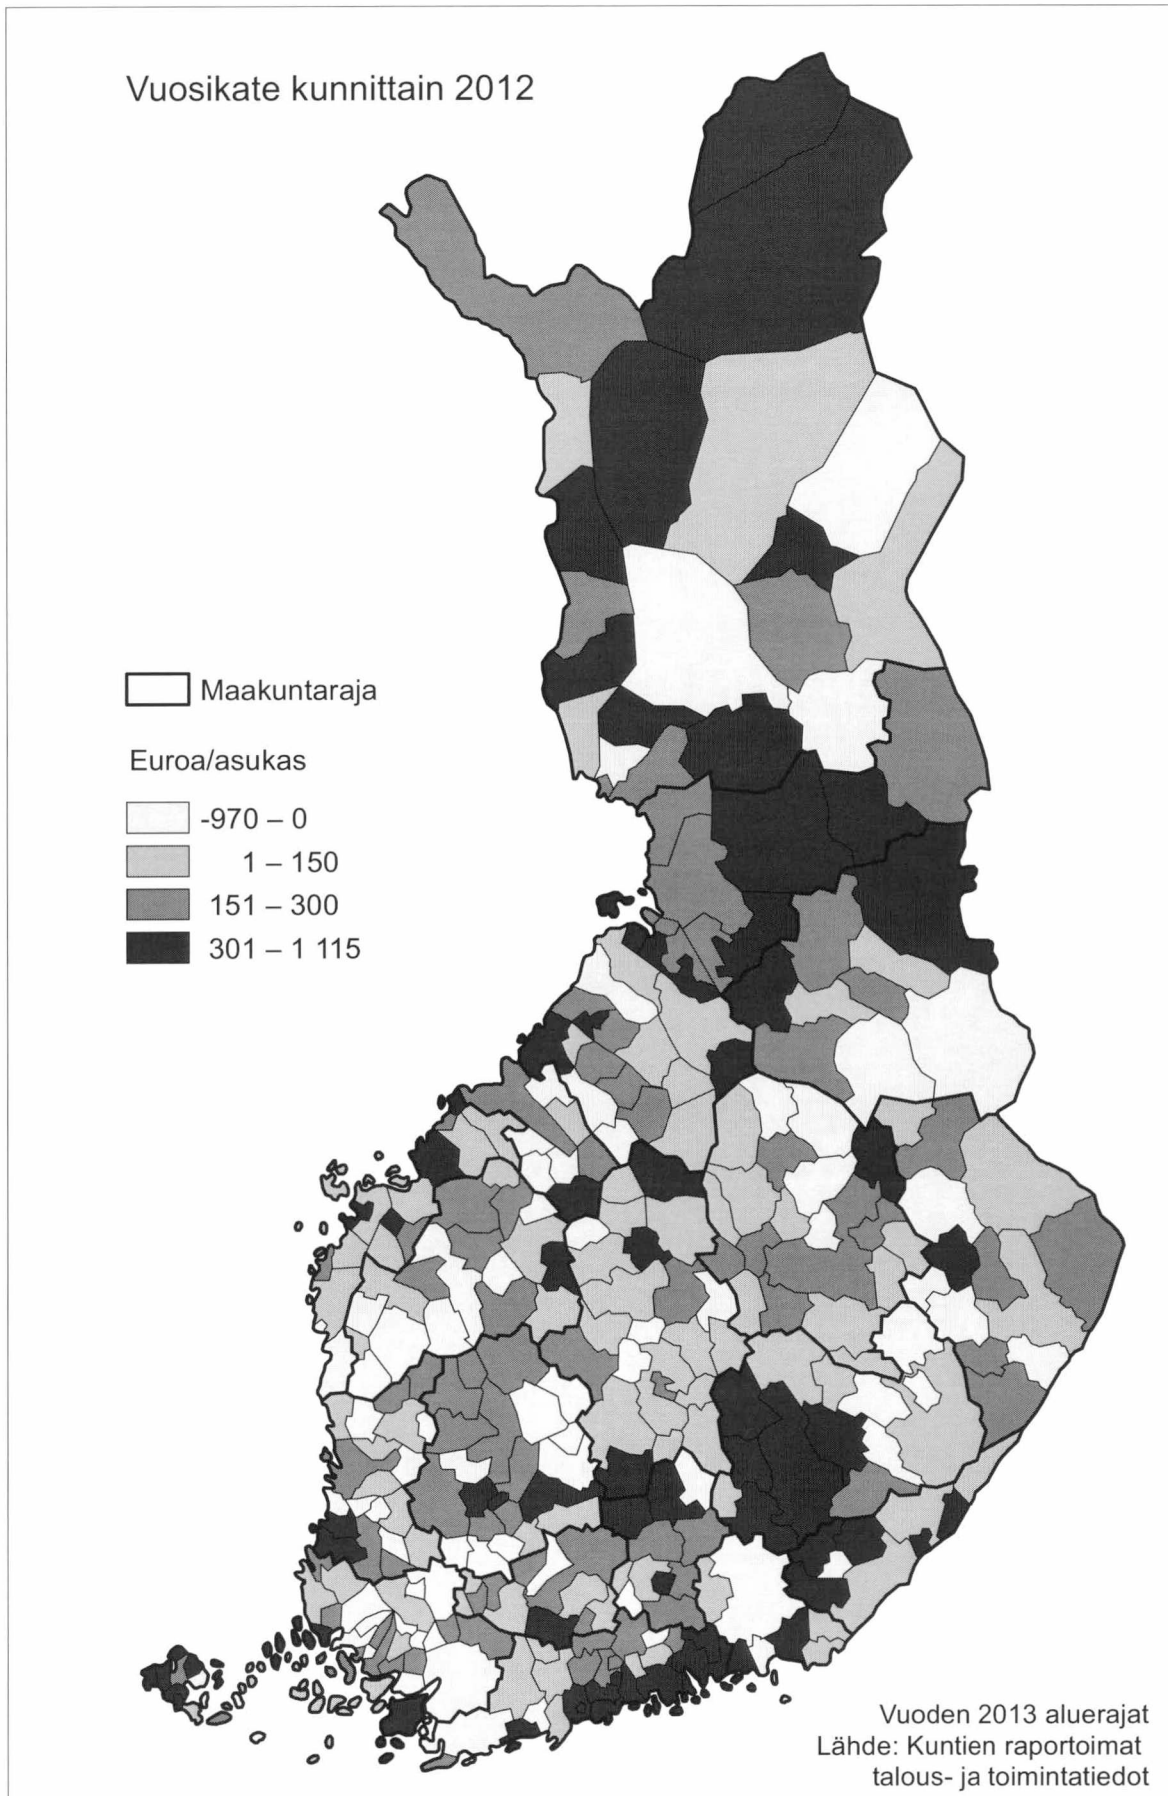 Vuosikate kunnittain 2012
Maakuntaraja
Euroa/asukas
-970 – 0
1 – 150
151 – 300
301 – 1 115
Vuoden 2013 aluerajat
Lähde: Kuntien raportoimat
talous- ja toimintatiedot